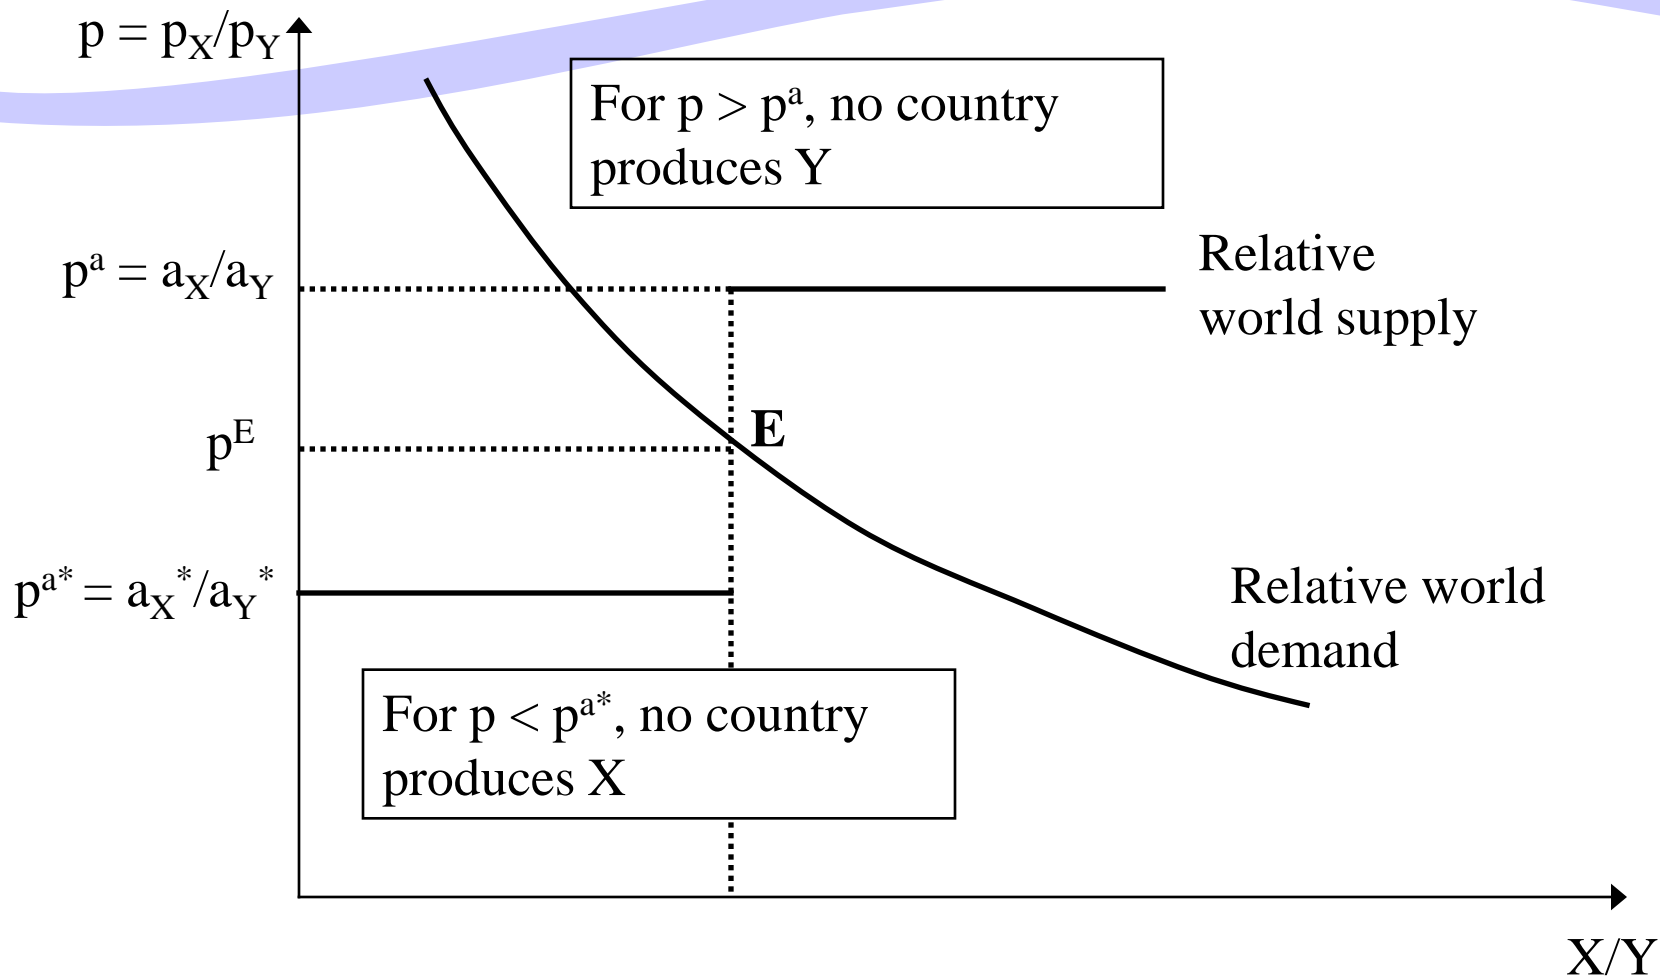 p = pX/pY
For p > pᵃ, no country
produces Y
Relative
world supply
pᵃ = aX/aY
E
pᴱ
pᵃ* = aX*/aY*
Relative world
demand
For p < pᵃ*, no country
produces X
X/Y